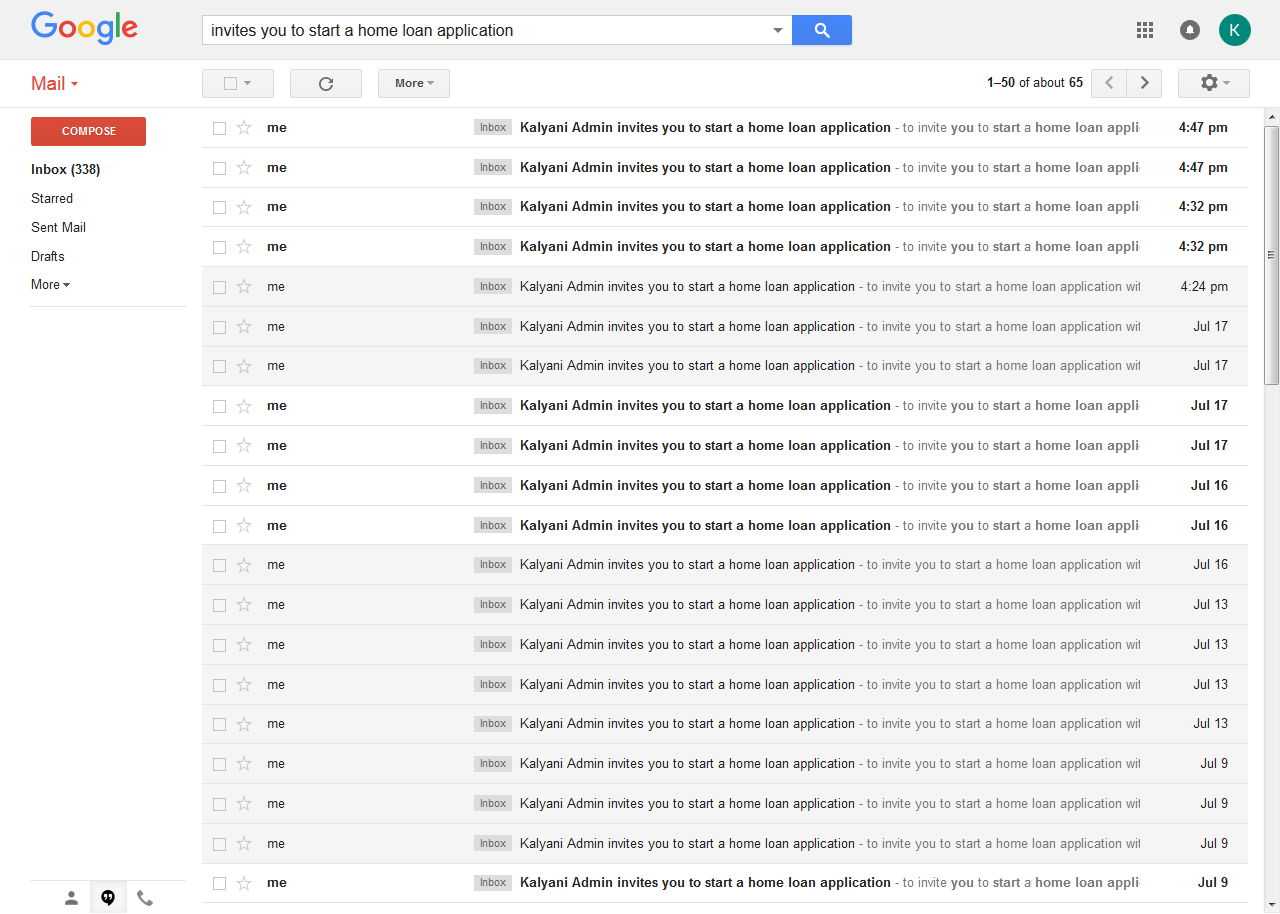 Google
invites you to start a home loan application
K
Mail
More
1–50 of about 65
COMPOSE
Inbox (338)
Starred
Sent Mail
Drafts
More
me Inbox Kalyani Admin invites you to start a home loan application - to invite you to start a home loan appli 4:47 pm
me Inbox Kalyani Admin invites you to start a home loan application - to invite you to start a home loan appli 4:47 pm
me Inbox Kalyani Admin invites you to start a home loan application - to invite you to start a home loan appli 4:32 pm
me Inbox Kalyani Admin invites you to start a home loan application - to invite you to start a home loan appli 4:32 pm
me Inbox Kalyani Admin invites you to start a home loan application - to invite you to start a home loan application wit 4:24 pm
me Inbox Kalyani Admin invites you to start a home loan application - to invite you to start a home loan application wit Jul 17
me Inbox Kalyani Admin invites you to start a home loan application - to invite you to start a home loan application wit Jul 17
me Inbox Kalyani Admin invites you to start a home loan application - to invite you to start a home loan appli Jul 17
me Inbox Kalyani Admin invites you to start a home loan application - to invite you to start a home loan appli Jul 17
me Inbox Kalyani Admin invites you to start a home loan application - to invite you to start a home loan appli Jul 16
me Inbox Kalyani Admin invites you to start a home loan application - to invite you to start a home loan appli Jul 16
me Inbox Kalyani Admin invites you to start a home loan application - to invite you to start a home loan application wit Jul 16
me Inbox Kalyani Admin invites you to start a home loan application - to invite you to start a home loan application wit Jul 13
me Inbox Kalyani Admin invites you to start a home loan application - to invite you to start a home loan application wit Jul 13
me Inbox Kalyani Admin invites you to start a home loan application - to invite you to start a home loan application wit Jul 13
me Inbox Kalyani Admin invites you to start a home loan application - to invite you to start a home loan application wit Jul 13
me Inbox Kalyani Admin invites you to start a home loan application - to invite you to start a home loan application wit Jul 9
me Inbox Kalyani Admin invites you to start a home loan application - to invite you to start a home loan application wit Jul 9
me Inbox Kalyani Admin invites you to start a home loan application - to invite you to start a home loan application wit Jul 9
me Inbox Kalyani Admin invites you to start a home loan application - to invite you to start a home loan appli Jul 9